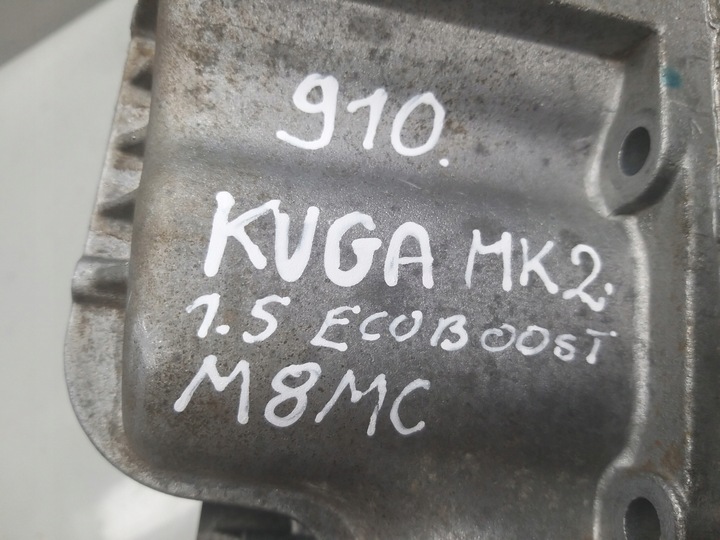 910.
KUGA MK2.
1.5 ECOBOOST
M8MC